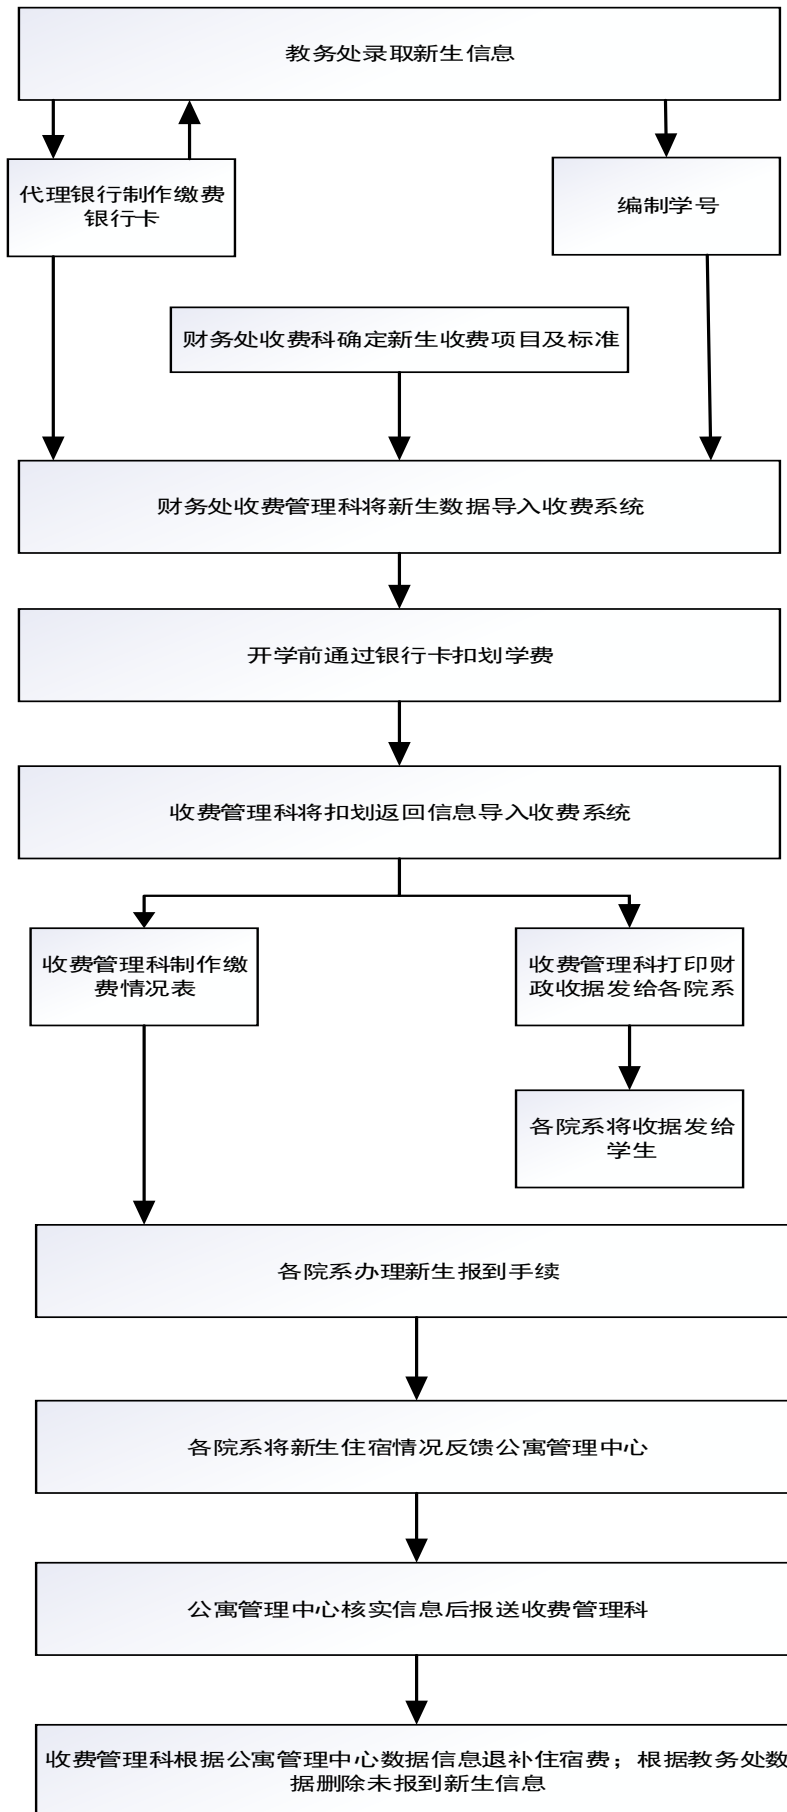 教务处录取新生信息
代理银行制作缴费
银行卡
编制学号
财务处收费科确定新生收费项目及标准
财务处收费管理科将新生数据导入收费系统
开学前通过银行卡扣划学费
收费管理科将扣划返回信息导入收费系统
收费管理科制作缴
费情况表
收费管理科打印财
政收据发给各院系
各院系将收据发给
学生
各院系办理新生报到手续
各院系将新生住宿情况反馈公寓管理中心
公寓管理中心核实信息后报送收费管理科
收费管理科根据公寓管理中心数据信息退补住宿费；根据教务处数
据删除未报到新生信息